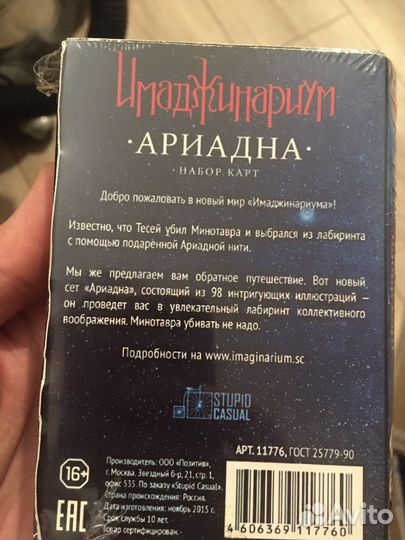 Имаджинариум
·АРИАДНА·
·НАБОР КАРТ·
Добро пожаловать в новый мир «Имаджинариума»!
Известно, что Тесей убил Минотавра и выбрался из лабиринта
с помощью подаренной Ариадной нити.
Мы же предлагаем вам обратное путешествие. Вот новый
сет «Ариадна», состоящий из 98 интригующих иллюстраций —
он проведет вас в увлекательный лабиринт коллективного
воображения. Минотавра убивать не надо.
Подробности на www.imaginarium.sc
STUPID
CASUAL
АРТ. 11776, ГОСТ 25779-90
16+
Производитель: ООО «Позитив»,
г. Москва. Звездный б-р, 21, стр. 1,
офис 535. По заказу «Stupid Casual».
Страна происхождения: Россия.
Дата изготовления: ноябрь 2015 г.
Срок службы 10 лет.
Товар сертифицирован.
EAC
4 606369 117760
Avito